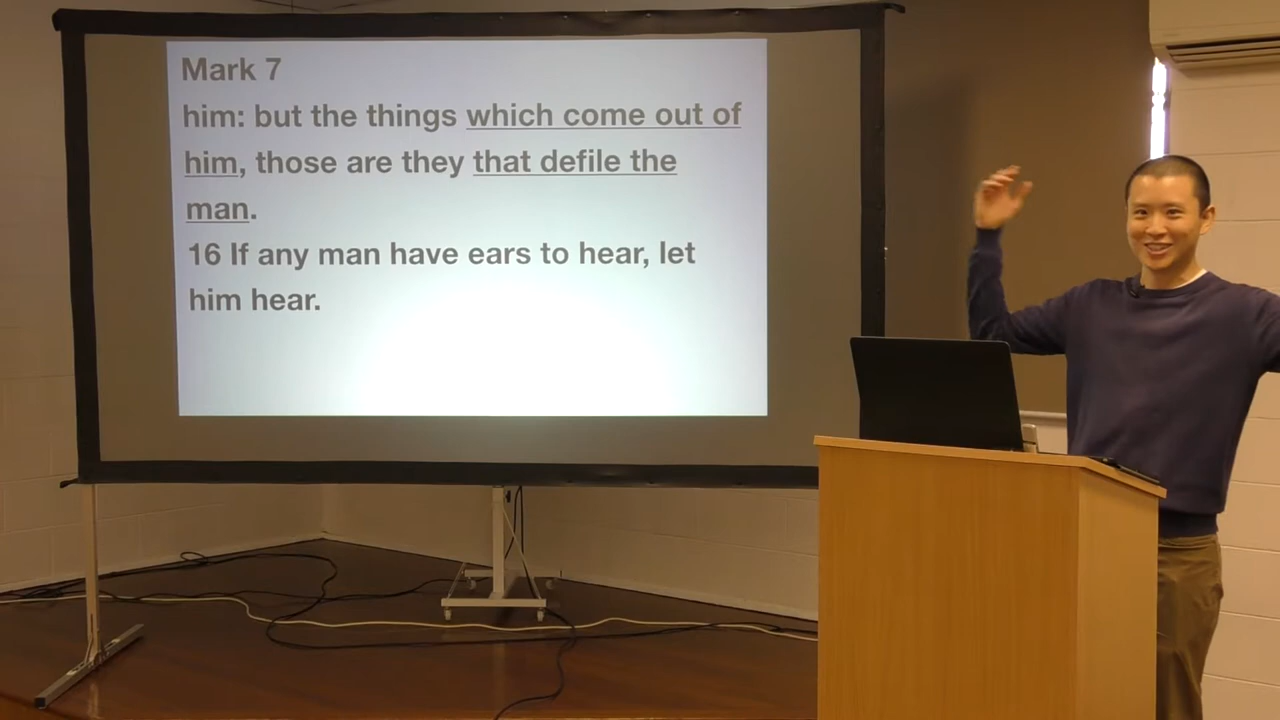 Mark 7
him: but the things which come out of
him, those are they that defile the
man.
16 If any man have ears to hear, let
him hear.